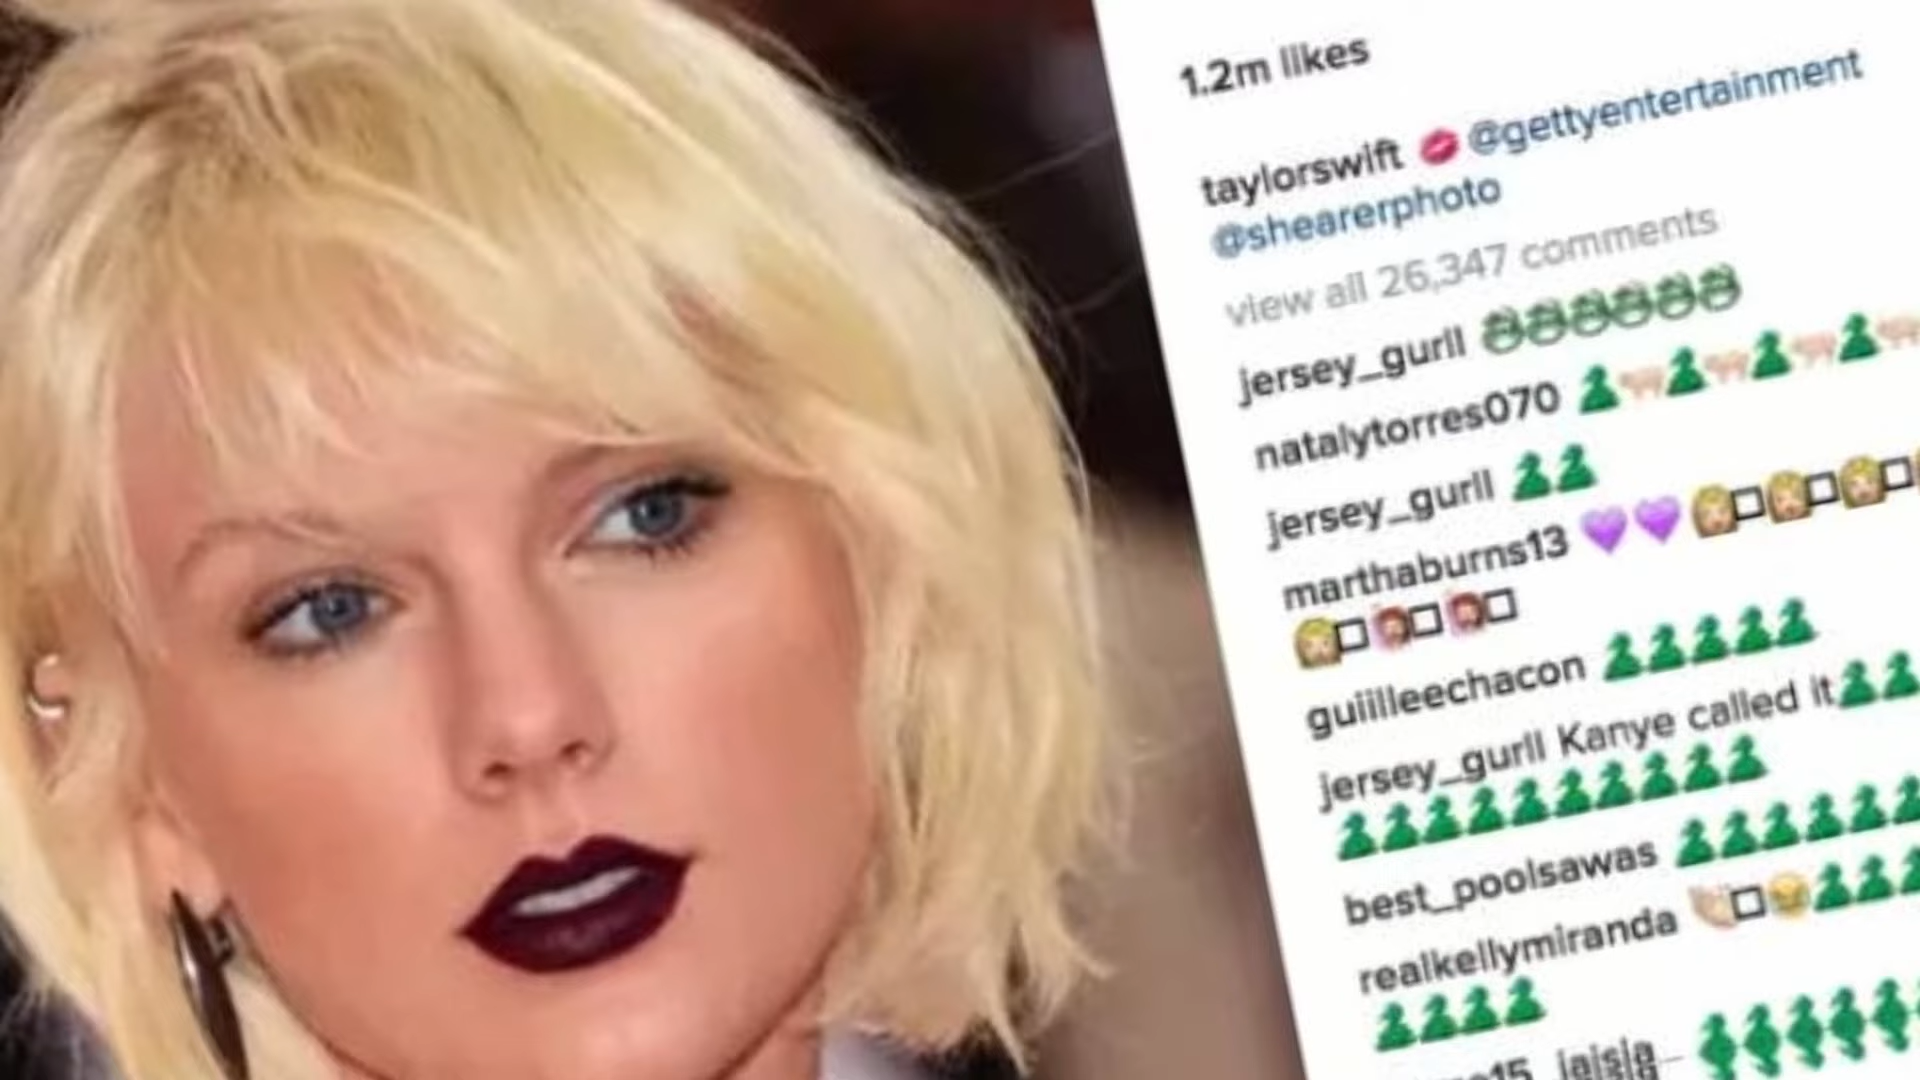 1.2m likes
taylorswift 💋 @gettyentertainment
@shearerphoto
view all 26,347 comments
jersey_gurll
natalytorres070
jersey_gurll
marthaburns13
guiilleechacon
jersey_gurll Kanye called it
best_poolsawas
realkellymiranda